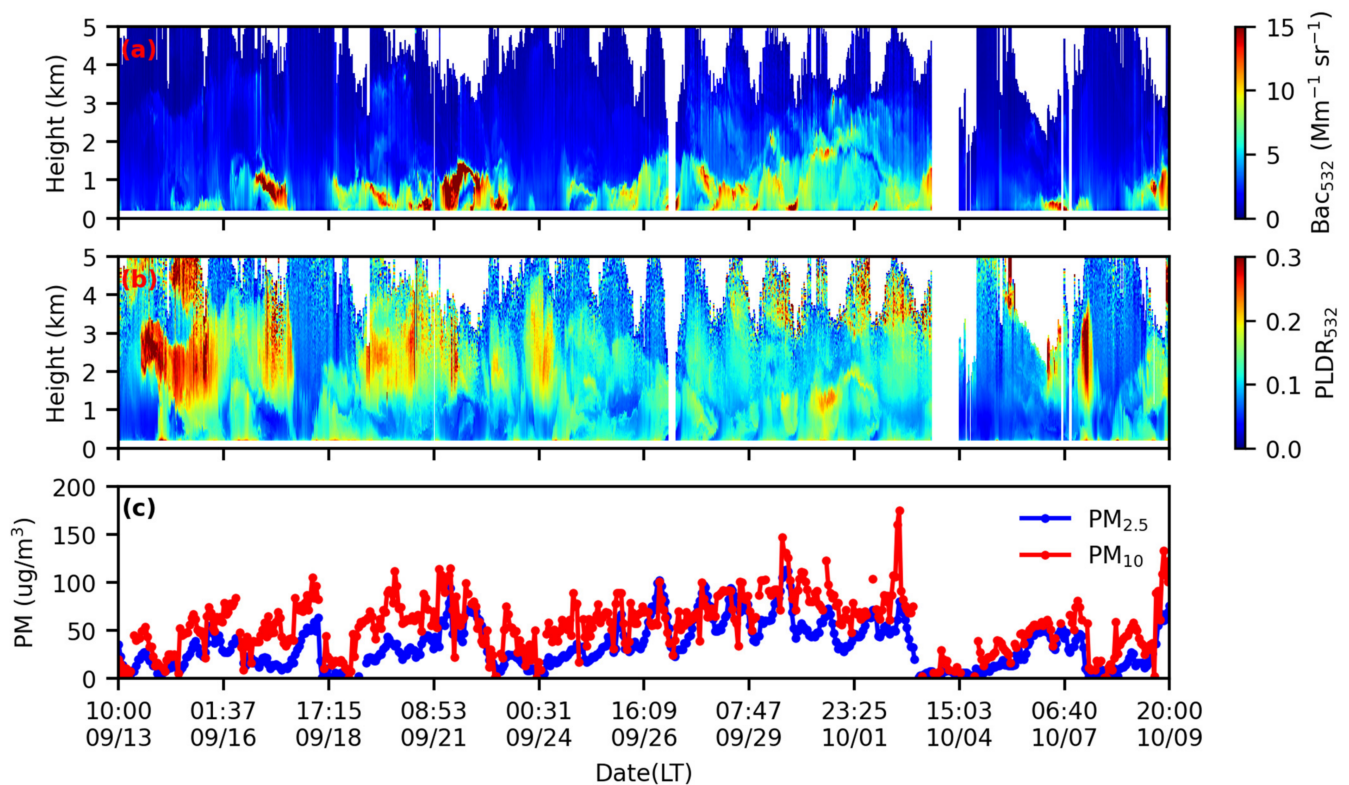 (a)
5
4
3
2
1
0
Height (km)
15
10
5
0
Bac532 (Mm−1 sr−1)
(b)
5
4
3
2
1
0
Height (km)
0.3
0.2
0.1
0.0
PLDR532
(c)
200
150
100
50
0
PM (ug/m3)
PM2.5
PM10
10:00 01:37 17:15 08:53 00:31 16:09 07:47 23:25 15:03 06:40 20:00
09/13 09/16 09/18 09/21 09/24 09/26 09/29 10/01 10/04 10/07 10/09
Date(LT)